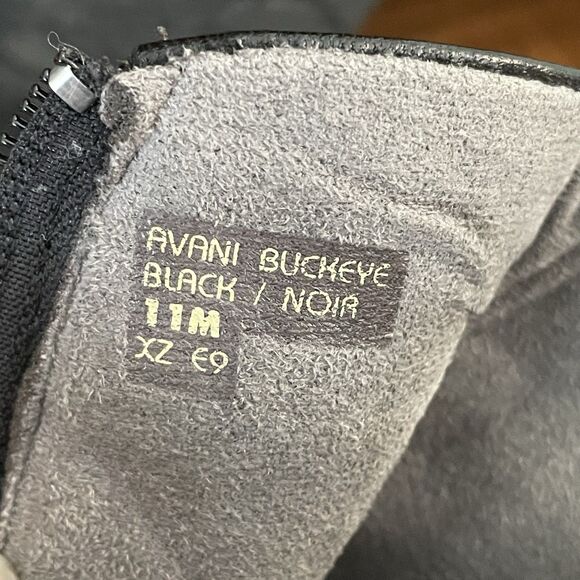 AVANI BUCKEYE
BLACK / NOIR
11M
XZ E9